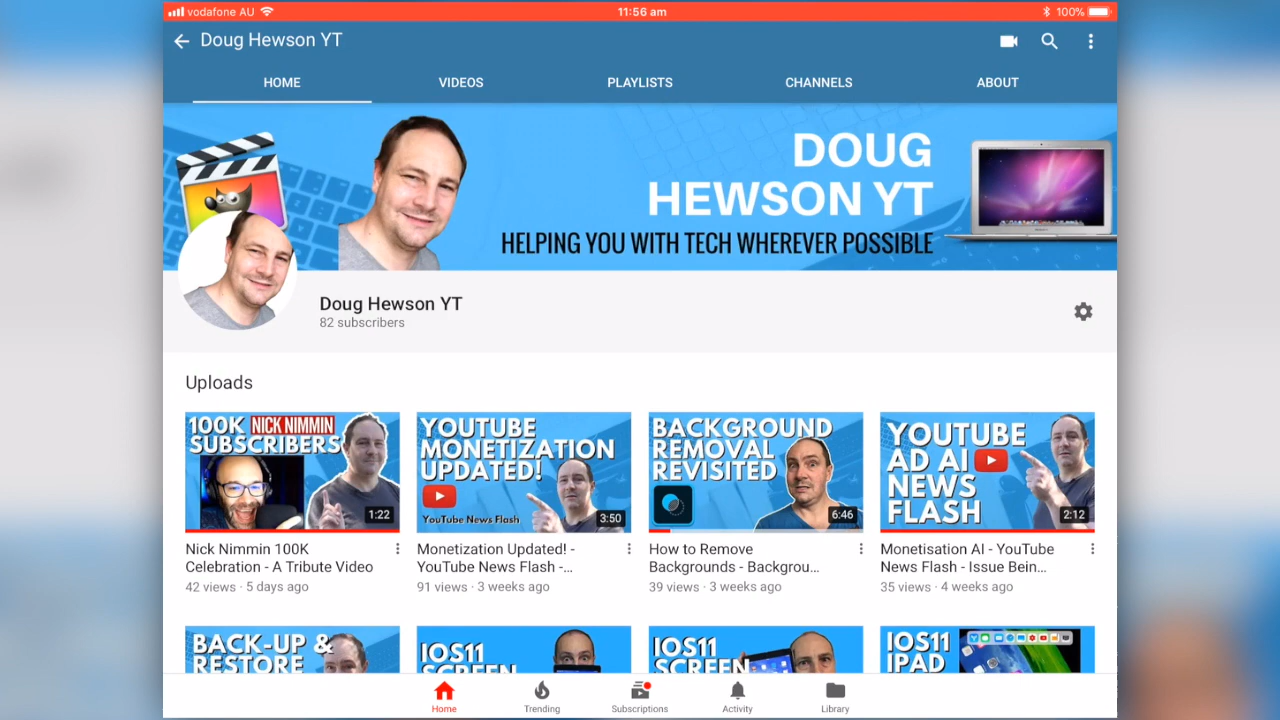 vodafone AU
11:56 am
100%
Doug Hewson YT
HOME
VIDEOS
PLAYLISTS
CHANNELS
ABOUT
DOUG
HEWSON YT
HELPING YOU WITH TECH WHEREVER POSSIBLE
Doug Hewson YT
82 subscribers
Uploads
100K NICK NIMMIN
SUBSCRIBERS
1:22
Nick Nimmin 100K
Celebration - A Tribute Video
42 views · 5 days ago
YOUTUBE
MONETIZATION
UPDATED!
YouTube News Flash
3:50
Monetization Updated! -
YouTube News Flash -...
91 views · 3 weeks ago
BACKGROUND
REMOVAL
REVISITED
6:46
How to Remove
Backgrounds - Backgrou...
39 views · 3 weeks ago
YOUTUBE
AD AI
NEWS
FLASH
2:12
Monetisation AI - YouTube
News Flash - Issue Bein...
35 views · 4 weeks ago
BACK-UP &
RESTORE
IOS11
SCREEN
IOS11
SCREEN
IOS11
IPAD
Home
Trending
Subscriptions
Activity
Library